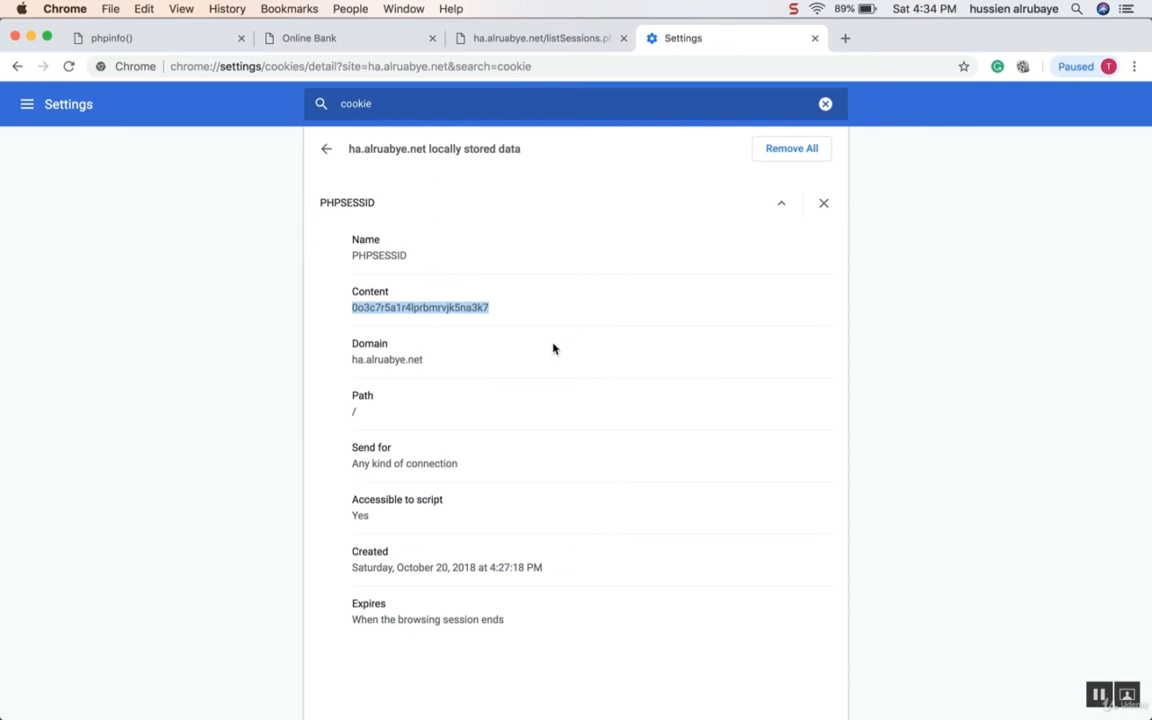 Chrome File Edit View History Bookmarks People Window Help S 89% Sat 4:34 PM hussien alrubaye
phpinfo() Online Bank ha.alruabye.net/listSessions.p Settings
Chrome chrome://settings/cookies/detail?site=ha.alruabye.net&search=cookie Paused T
Settings cookie
ha.alruabye.net locally stored data Remove All
PHPSESSID
Name
PHPSESSID
Content
0o3c7r5a1r4lprbmrvjk5na3k7
Domain
ha.alruabye.net
Path
/
Send for
Any kind of connection
Accessible to script
Yes
Created
Saturday, October 20, 2018 at 4:27:18 PM
Expires
When the browsing session ends
Udemy